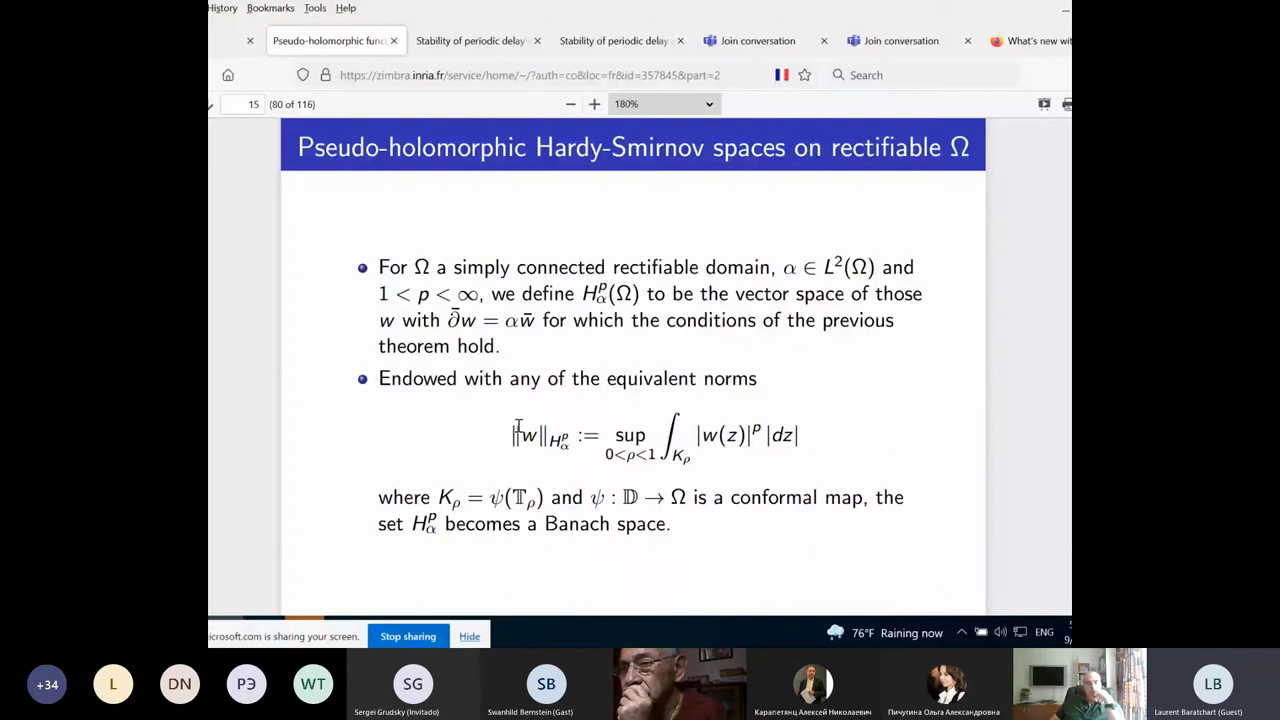 History Bookmarks Tools Help
Pseudo-holomorphic func × Stability of periodic delay × Stability of periodic delay × Join conversation × Join conversation × What's new wit
https://zimbra.inria.fr/service/home/~/?auth=co&loc=fr&id=357845&part=2 Search
15 (80 of 116) 180%
Pseudo-holomorphic Hardy-Smirnov spaces on rectifiable Ω
For Ω a simply connected rectifiable domain, α ∈ L²(Ω) and
1 < p < ∞, we define H^p_α(Ω) to be the vector space of those
w with ∂̄w = αw̄ for which the conditions of the previous
theorem hold.
Endowed with any of the equivalent norms
‖w‖_{H^p_α} := sup_{0<ρ<1} ∫_{K_ρ} |w(z)|^p |dz|
where K_ρ = ψ(𝕋_ρ) and ψ : 𝔻 → Ω is a conformal map, the
set H^p_α becomes a Banach space.
icrosoft.com is sharing your screen. Stop sharing Hide
76°F Raining now ENG
9/
+34 L DN РЭ WT SG SB LB
Sergei Grudsky (Invitado) Swanhild Bernstein (Gast) Карапетянц Алексей Николаевич Пичугина Ольга Александровна Laurent Baratchart (Guest)